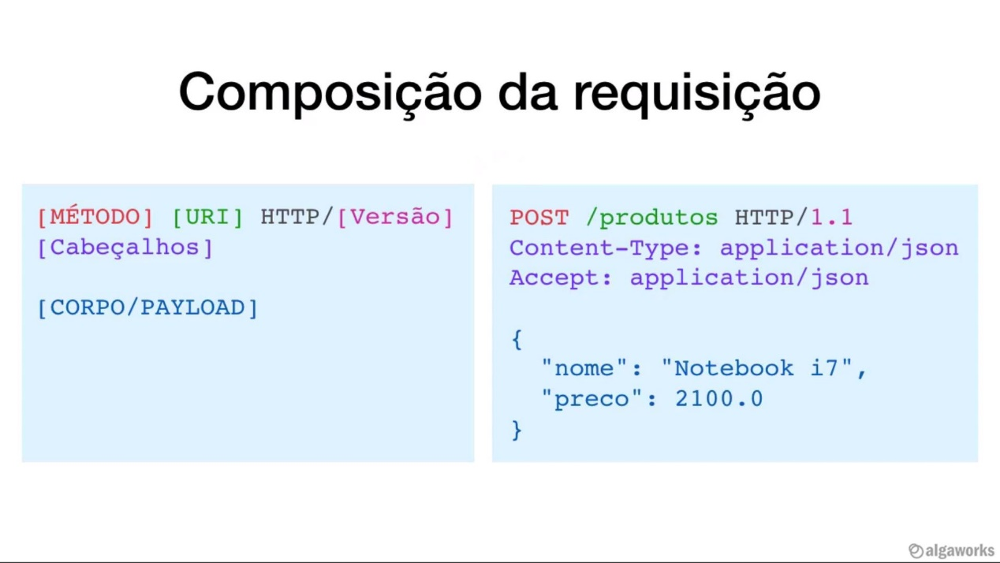 Composição da requisição
[MÉTODO] [URI] HTTP/[Versão]
[Cabeçalhos]
[CORPO/PAYLOAD]
POST /produtos HTTP/1.1
Content-Type: application/json
Accept: application/json
{
"nome": "Notebook i7",
"preco": 2100.0
}
algaworks